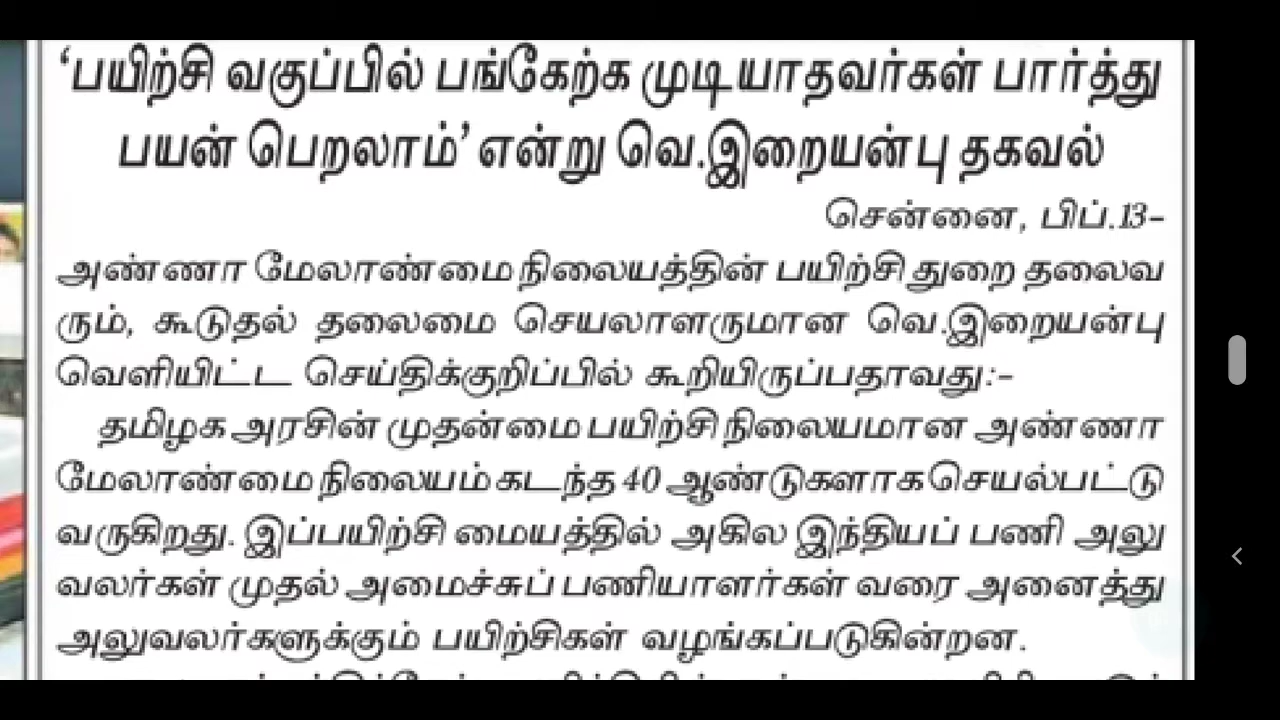 ‘பயிற்சி வகுப்பில் பங்கேற்க முடியாதவர்கள் பார்த்து
பயன் பெறலாம்’ என்று வெ.இறையன்பு தகவல்
சென்னை, பிப்.13–
அண்ணா மேலாண்மை நிலையத்தின் பயிற்சி துறை தலைவ
ரும், கூடுதல் தலைமை செயலாளருமான வெ.இறையன்பு
வெளியிட்ட செய்திக்குறிப்பில் கூறியிருப்பதாவது:–
தமிழக அரசின் முதன்மை பயிற்சி நிலையமான அண்ணா
மேலாண்மை நிலையம் கடந்த 40 ஆண்டுகளாக செயல்பட்டு
வருகிறது. இப்பயிற்சி மையத்தில் அகில இந்தியப் பணி அலு
வலர்கள் முதல் அமைச்சுப் பணியாளர்கள் வரை அனைத்து
அலுவலர்களுக்கும் பயிற்சிகள் வழங்கப்படுகின்றன.